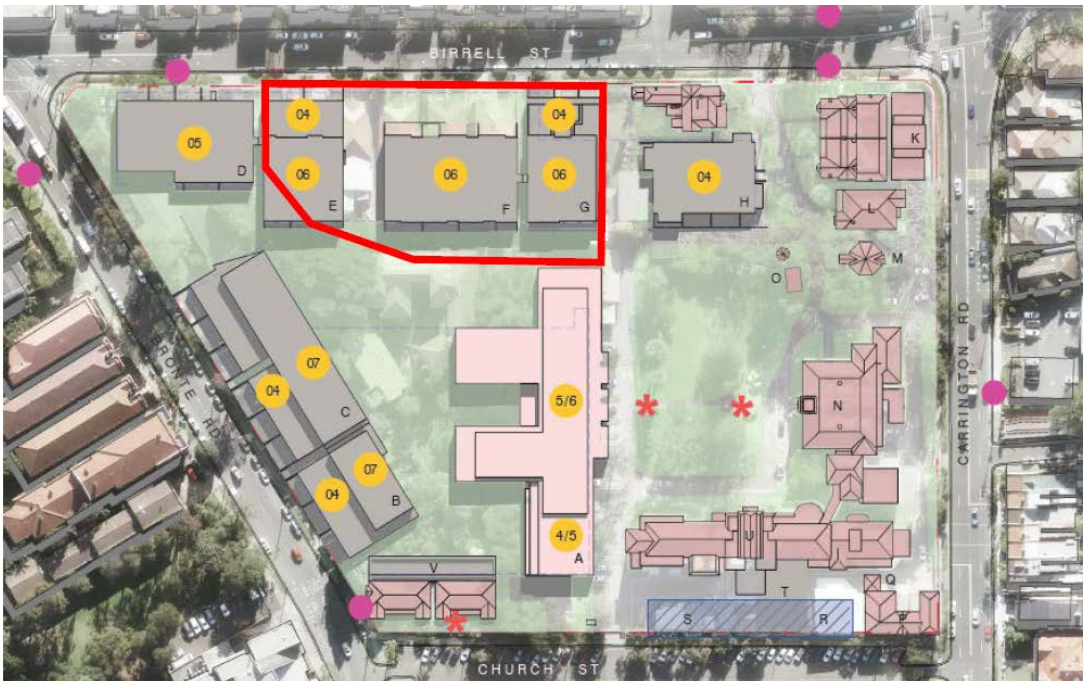 BIRRELL ST
04
04
05
D
06
E
06
F
06
G
04
H
I
K
L
M
O
07
04
C
BRONTE RD
5/6
N
CARRINGTON RD
07
04
B
4/5
A
U
J
V
T
Q
S
R
P
CHURCH ST